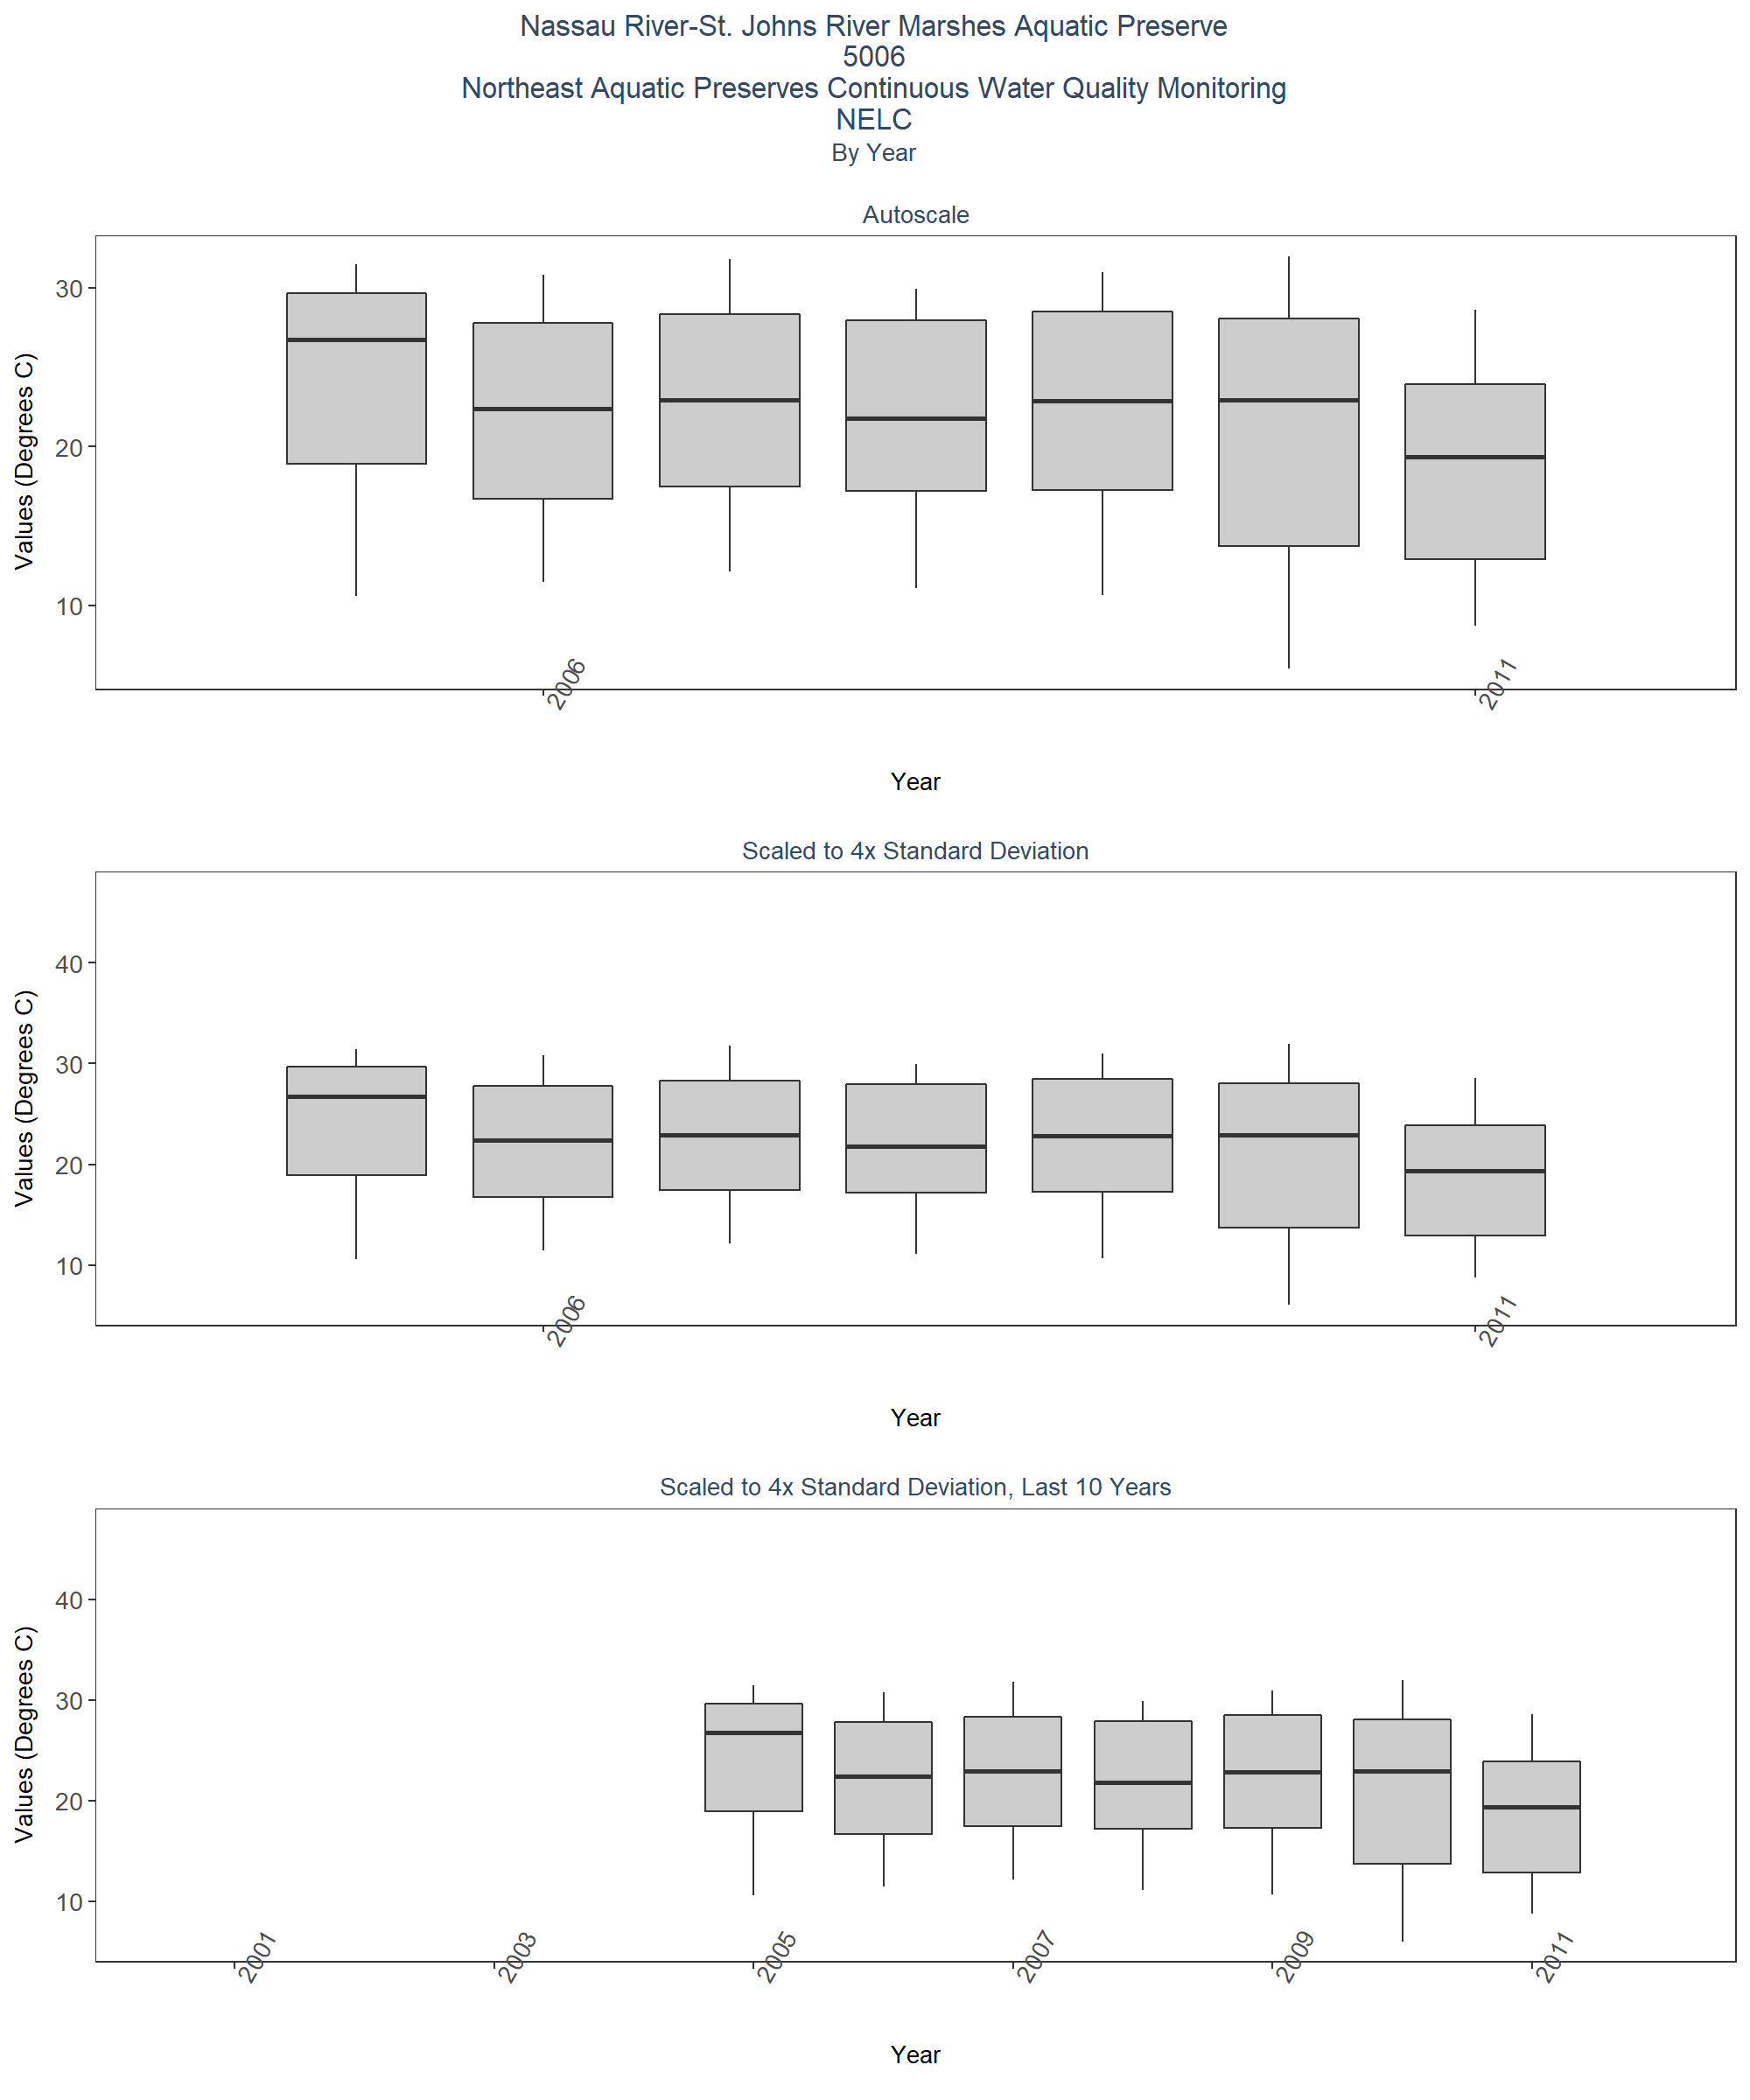 Nassau River-St. Johns River Marshes Aquatic Preserve
5006
Northeast Aquatic Preserves Continuous Water Quality Monitoring
NELC
By Year
Autoscale
Values (Degrees C)
30
20
10
2006
2011
Year
Scaled to 4x Standard Deviation
Values (Degrees C)
40
30
20
10
2006
2011
Year
Scaled to 4x Standard Deviation, Last 10 Years
Values (Degrees C)
40
30
20
10
2001
2003
2005
2007
2009
2011
Year